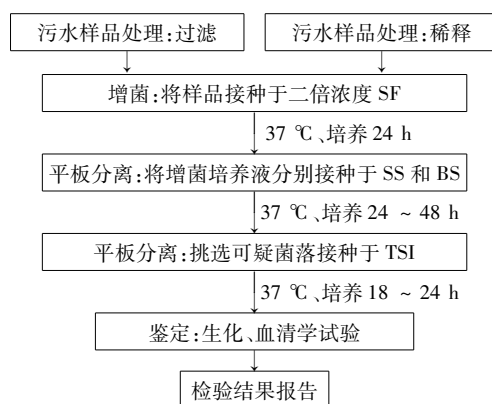 污水样品处理:过滤
污水样品处理:稀释
增菌:将样品接种于二倍浓度 SF
37 ℃、培养 24 h
平板分离:将增菌培养液分别接种于 SS 和 BS
37 ℃、培养 24 ~ 48 h
平板分离:挑选可疑菌落接种于 TSI
37 ℃、培养 18 ~ 24 h
鉴定:生化、血清学试验
检验结果报告